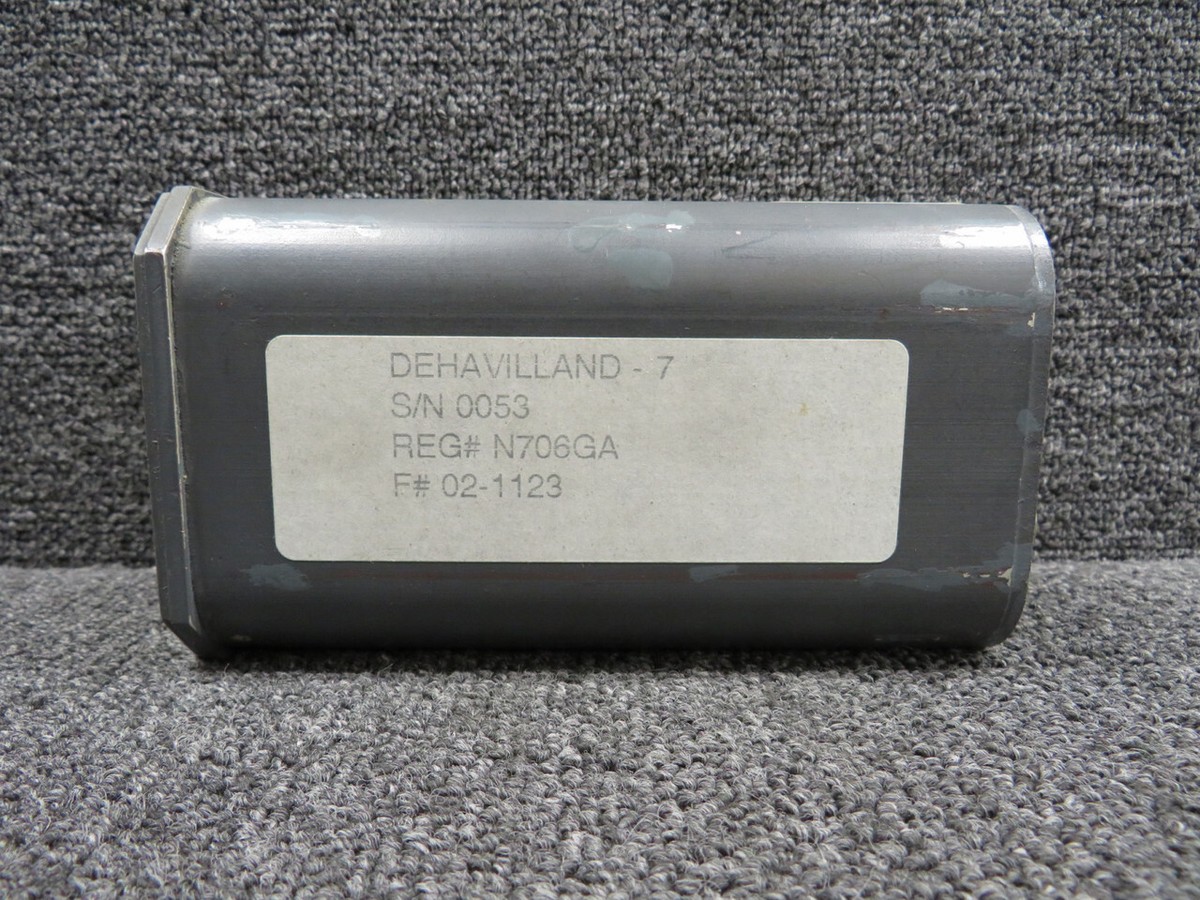 DEHAVILLAND - 7
S/N 0053
REG# N706GA
F# 02-1123